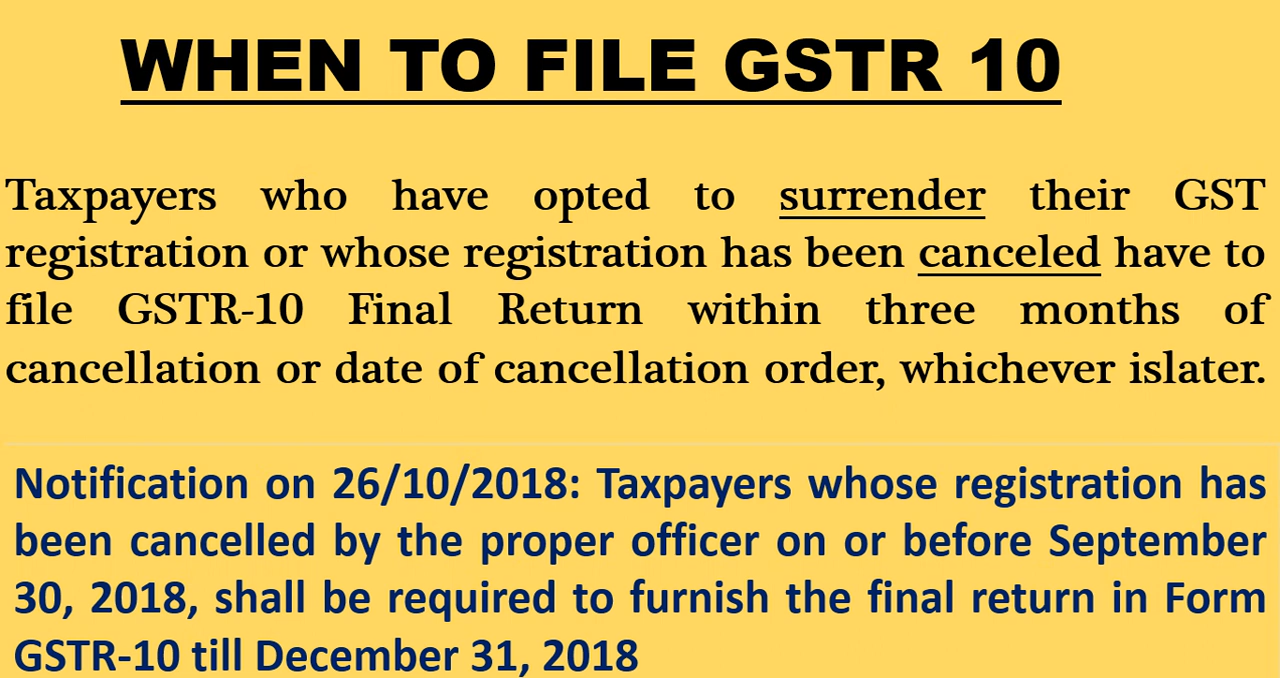 WHEN TO FILE GSTR 10
Taxpayers who have opted to surrender their GST
registration or whose registration has been canceled have to
file GSTR-10 Final Return within three months of
cancellation or date of cancellation order, whichever islater.
Notification on 26/10/2018: Taxpayers whose registration has
been cancelled by the proper officer on or before September
30, 2018, shall be required to furnish the final return in Form
GSTR-10 till December 31, 2018